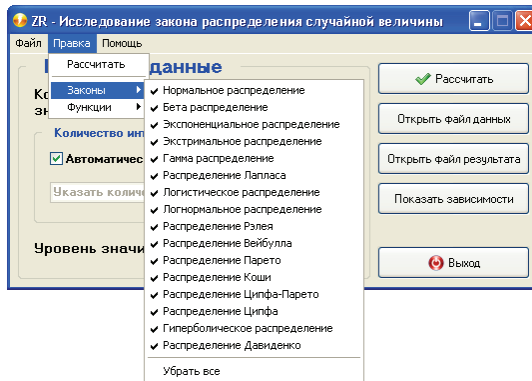 ZR - Исследование закона распределения случайной величины
Файл Правка Помощь
Рассчитать
Законы
Функции
Нормальное распределение
Бета распределение
Экспоненциальное распределение
Экстримальное распределение
Гамма распределение
Распределение Лапласа
Логистическое распределение
Логнормальное распределение
Распределение Рэлея
Распределение Вейбулла
Распределение Парето
Распределение Коши
Распределение Ципфа-Парето
Распределение Ципфа
Гиперболическое распределение
Распределение Давиденко
Убрать все
данные
Количество
Автоматичес
Указать колич
Уровень значи
Рассчитать
Открыть файл данных
Открыть файл результата
Показать зависимости
Выход